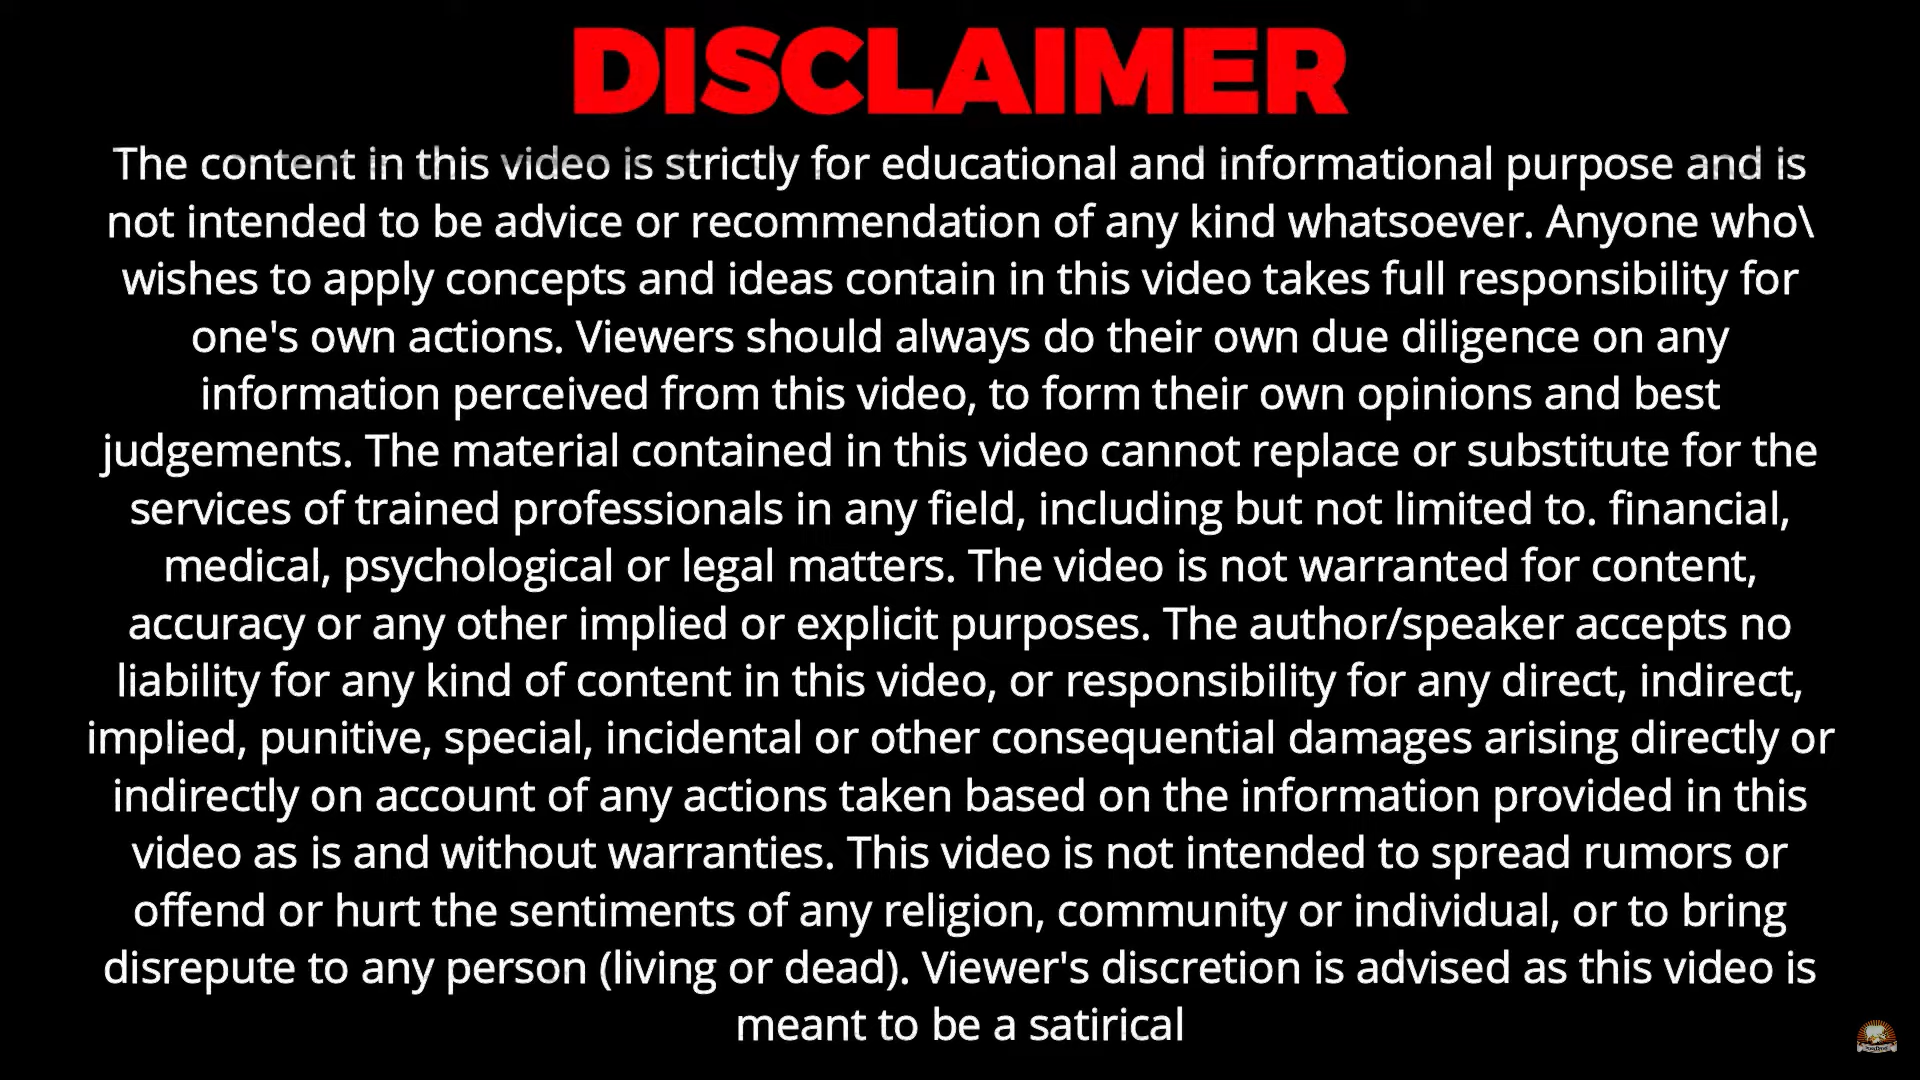 DISCLAIMER
The content in this video is strictly for educational and informational purpose and is
not intended to be advice or recommendation of any kind whatsoever. Anyone who\
wishes to apply concepts and ideas contain in this video takes full responsibility for
one's own actions. Viewers should always do their own due diligence on any
information perceived from this video, to form their own opinions and best
judgements. The material contained in this video cannot replace or substitute for the
services of trained professionals in any field, including but not limited to. financial,
medical, psychological or legal matters. The video is not warranted for content,
accuracy or any other implied or explicit purposes. The author/speaker accepts no
liability for any kind of content in this video, or responsibility for any direct, indirect,
implied, punitive, special, incidental or other consequential damages arising directly or
indirectly on account of any actions taken based on the information provided in this
video as is and without warranties. This video is not intended to spread rumors or
offend or hurt the sentiments of any religion, community or individual, or to bring
disrepute to any person (living or dead). Viewer's discretion is advised as this video is
meant to be a satirical